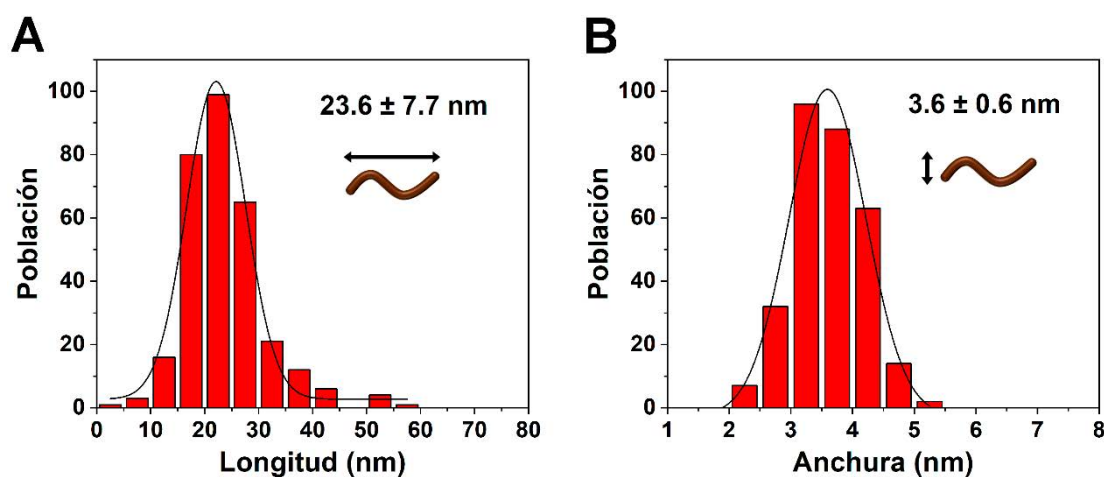 A
B
23.6 ± 7.7 nm
3.6 ± 0.6 nm
Población
Población
100
80
60
40
20
0
100
80
60
40
20
0
0 10 20 30 40 50 60 70 80
1 2 3 4 5 6 7 8
Longitud (nm)
Anchura (nm)